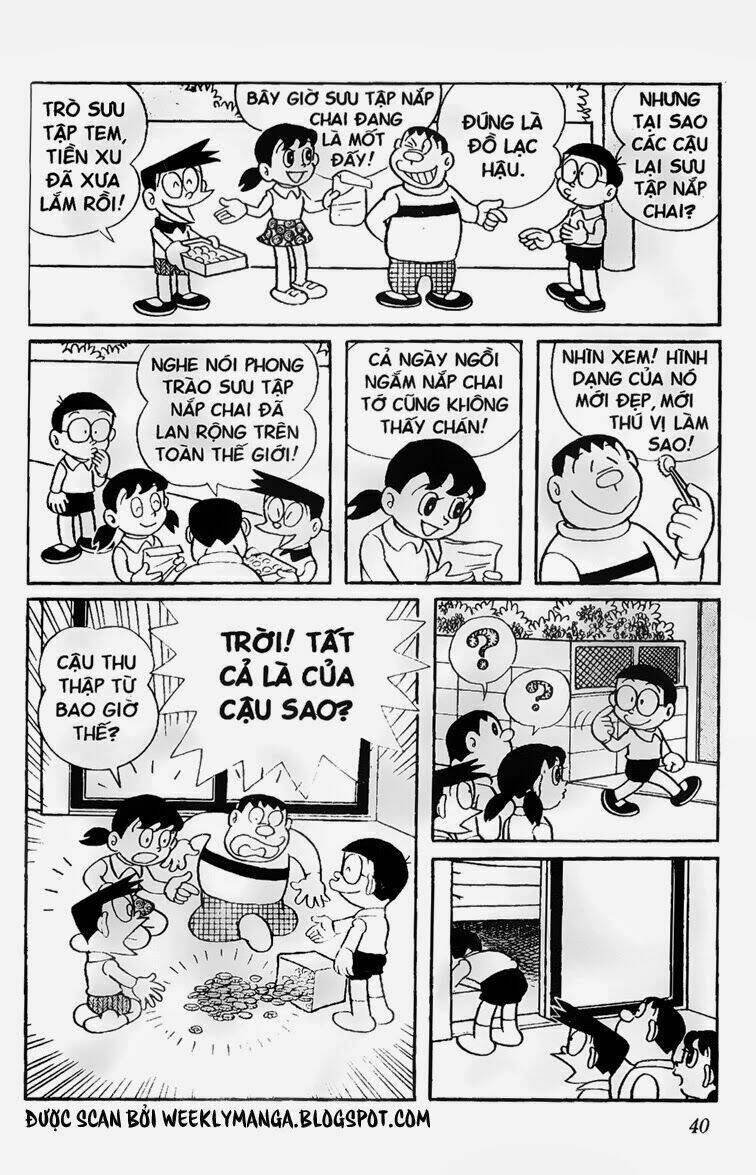 TRÒ SƯU
TẬP TEM,
TIỀN XU
ĐÃ XƯA
LẮM RỒI!
BÂY GIỜ SƯU TẬP NẮP
CHAI ĐANG
LÀ MỐT
ĐẤY!
ĐÚNG LÀ
ĐỒ LẠC
HẬU.
NHƯNG
TẠI SAO
CÁC CẬU
LẠI SƯU
TẬP NẮP
CHAI?
NGHE NÓI PHONG
TRÀO SƯU TẬP
NẮP CHAI ĐÃ
LAN RỘNG TRÊN
TOÀN THẾ GIỚI!
CẢ NGÀY NGỒI
NGẮM NẮP CHAI
TỚ CŨNG KHÔNG
THẤY CHÁN!
NHÌN XEM! HÌNH
DẠNG CỦA NÓ
MỚI ĐẸP, MỚI
THÚ VỊ LÀM
SAO!
?
?
CẬU THU
THẬP TỪ
BAO GIỜ
THẾ?
TRỜI! TẤT
CẢ LÀ CỦA
CẬU SAO?
ĐƯỢC SCAN BỞI WEEKLYMANGA.BLOGSPOT.COM
40